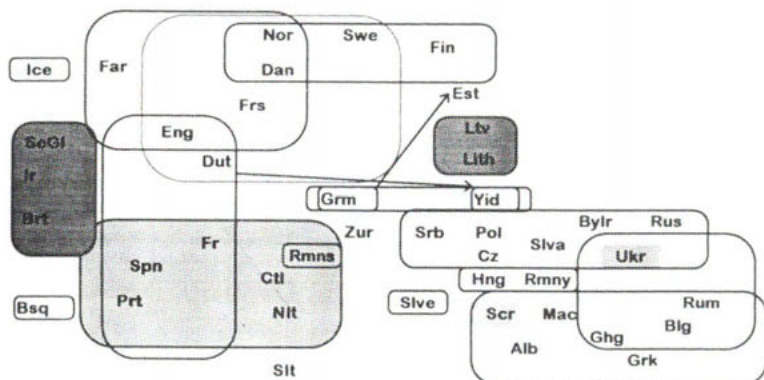 Nor Swe
Fin
Ice Far
Dan
Est
Frs
Ltv
Eng
ScGl
Dut
Lith
Ir
Grm Yid
Brt
Bylr Rus
Zur Srb Pol
Slva
Fr
Cz Ukr
Rmns
Spn
Ctl
Hng Rmny
Prt
Bsq
Slve
Rum
Nlt
Scr Mac
Blg
Ghg
Alb
Grk
Slt